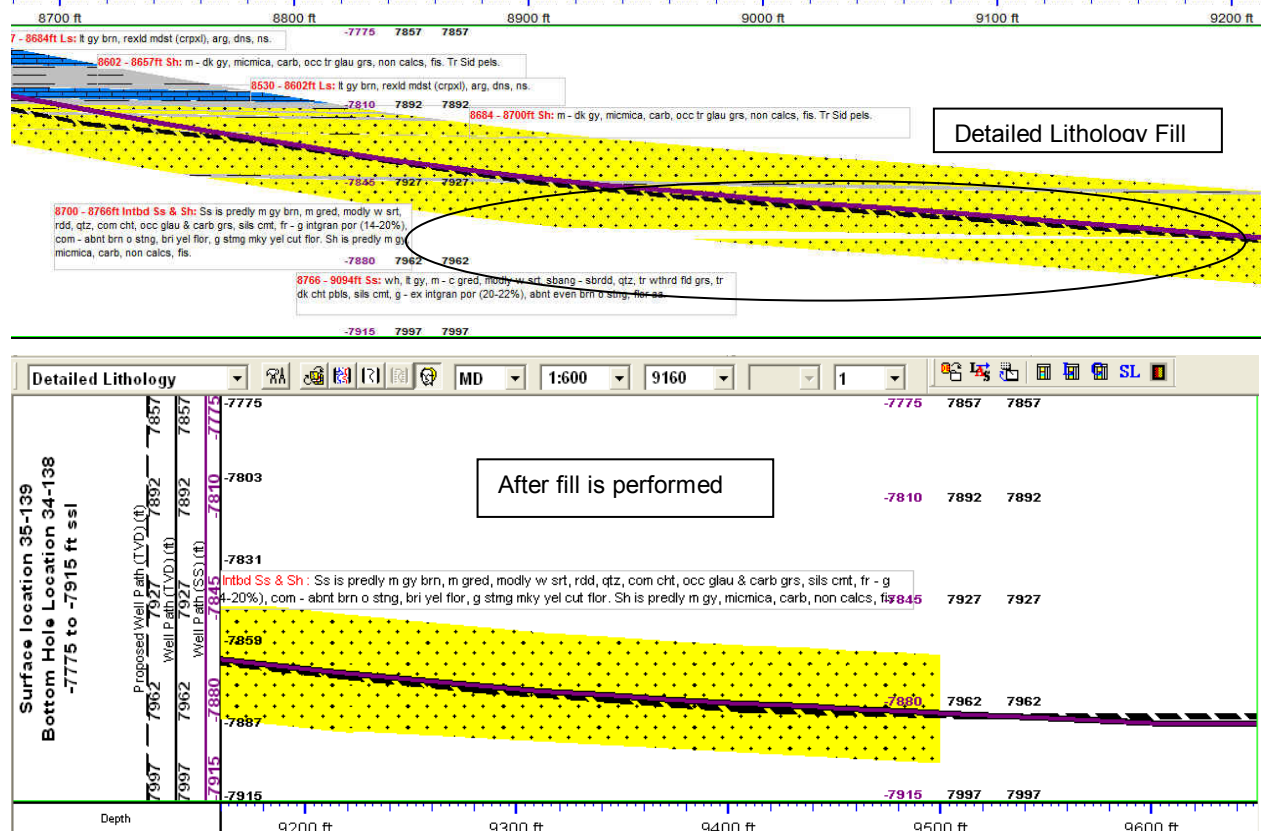 8700 ft 8800 ft 8900 ft 9000 ft 9100 ft 9200 ft
-7775 7857 7857
7 - 8684ft Ls: lt gy brn, rexld mdst (crpxl), arg, dns, ns.
8602 - 8657ft Sh: m - dk gy, micmica, carb, occ tr glau grs, non calcs, fis. Tr Sid pels.
8530 - 8602ft Ls: lt gy brn, rexld mdst (crpxl), arg, dns, ns.
-7810 7892 7892
8684 - 8700ft Sh: m - dk gy, micmica, carb, occ tr glau grs, non calcs, fis. Tr Sid pels.
Detailed Lithology Fill
-7845 7927 7927
8700 - 8766ft Intbd Ss & Sh: Ss is predly m gy brn, m gred, modly w srt,
rdd, qtz, com cht, occ glau & carb grs, sils cmt, fr - g intgran por (14-20%),
com - abnt brn o stng, bri yel flor, g stmg mky yel cut flor. Sh is predly m gy,
micmica, carb, non calcs, fis.
-7880 7962 7962
8766 - 9094ft Ss: wh, lt gy, m - c gred, modly w srt, sbang - sbrdd, qtz, tr wthrd fld grs, tr
dk cht pbls, sils cmt, g - ex intgran por (20-22%), abnt even brn o stng, flor as.
-7915 7997 7997
Detailed Lithology MD 1:600 9160 1 SL
Surface location 35-139
Bottom Hole Location 34-138
-7775 to -7915 ft ssl
Proposed Well Path (TVD) (ft)
7857 7892 7927 7962 7997
Well Path (TVD) (ft)
7857 7892 7927 7962 7997
Well Path (SS) (ft)
-7775 -7810 -7845 -7880 -7915
-7775
-7803
-7831
-7859
-7887
-7915
-7775 7857 7857
After fill is performed
-7810 7892 7892
Intbd Ss & Sh : Ss is predly m gy brn, m gred, modly w srt, rdd, qtz, com cht, occ glau & carb grs, sils cmt, fr - g
4-20%), com - abnt brn o stng, bri yel flor, g stmg mky yel cut flor. Sh is predly m gy, micmica, carb, non calcs, fis
-7845 7927 7927
-7880 7962 7962
-7915 7997 7997
Depth
9200 ft 9300 ft 9400 ft 9500 ft 9600 ft